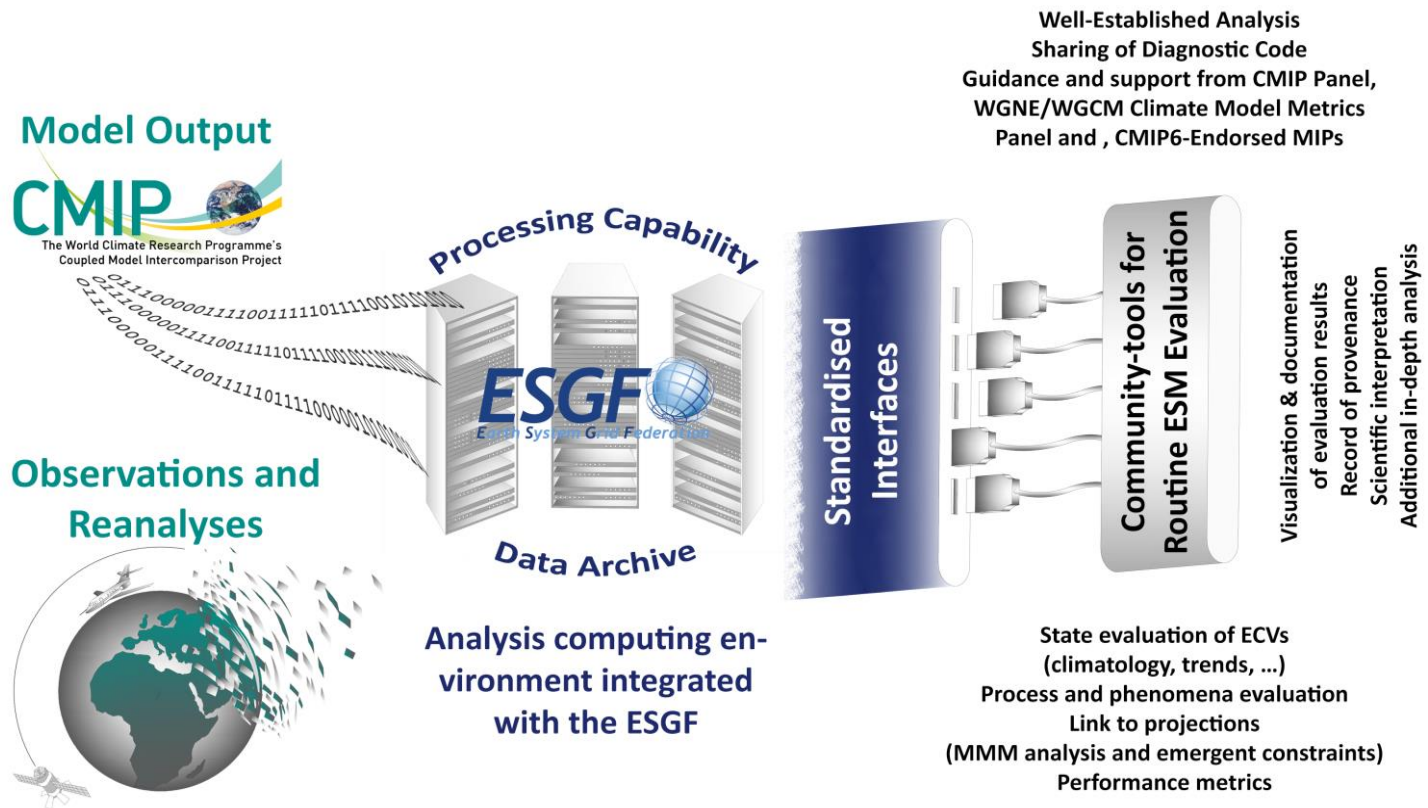 Well-Established Analysis
Sharing of Diagnostic Code
Guidance and support from CMIP Panel,
WGNE/WGCM Climate Model Metrics
Panel and , CMIP6-Endorsed MIPs
Model Output
CMIP
The World Climate Research Programme's
Coupled Model Intercomparison Project
Observations and
Reanalyses
Processing Capability
ESGF
Earth System Grid Federation
Data Archive
Analysis computing en-
vironment integrated
with the ESGF
Standardised
Interfaces
Community-tools for
Routine ESM Evaluation
Visualization & documentation
of evaluation results
Record of provenance
Scientific interpretation
Additional in-depth analysis
State evaluation of ECVs
(climatology, trends, ...)
Process and phenomena evaluation
Link to projections
(MMM analysis and emergent constraints)
Performance metrics